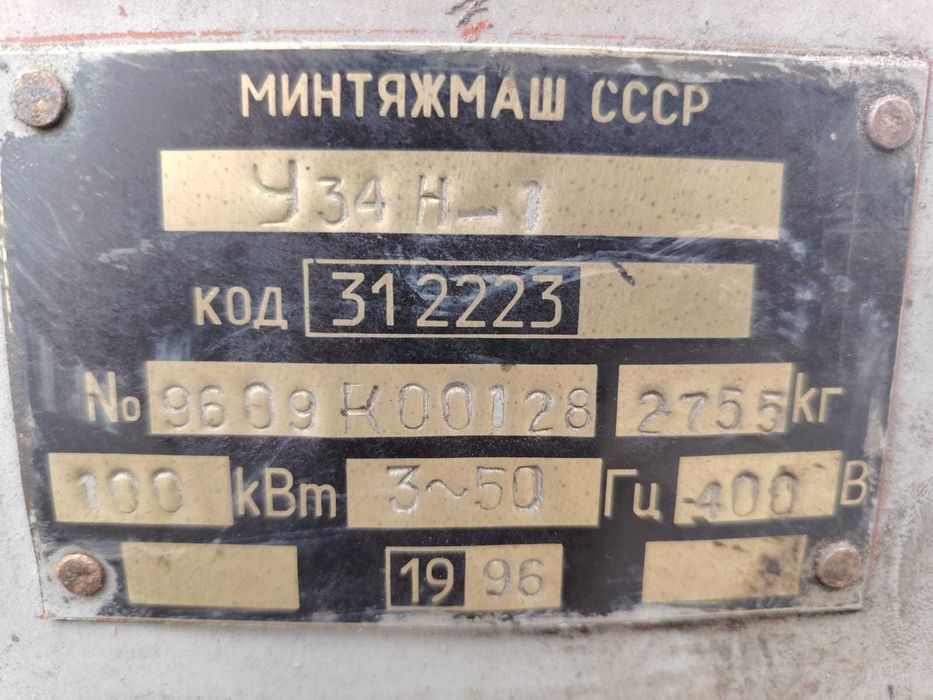 МИНТЯЖМАШ СССР
У34 Н-1
КОД 312223
No 9609 К00128 2755 кг
100 кВт 3~50 Гц 400 В
1996